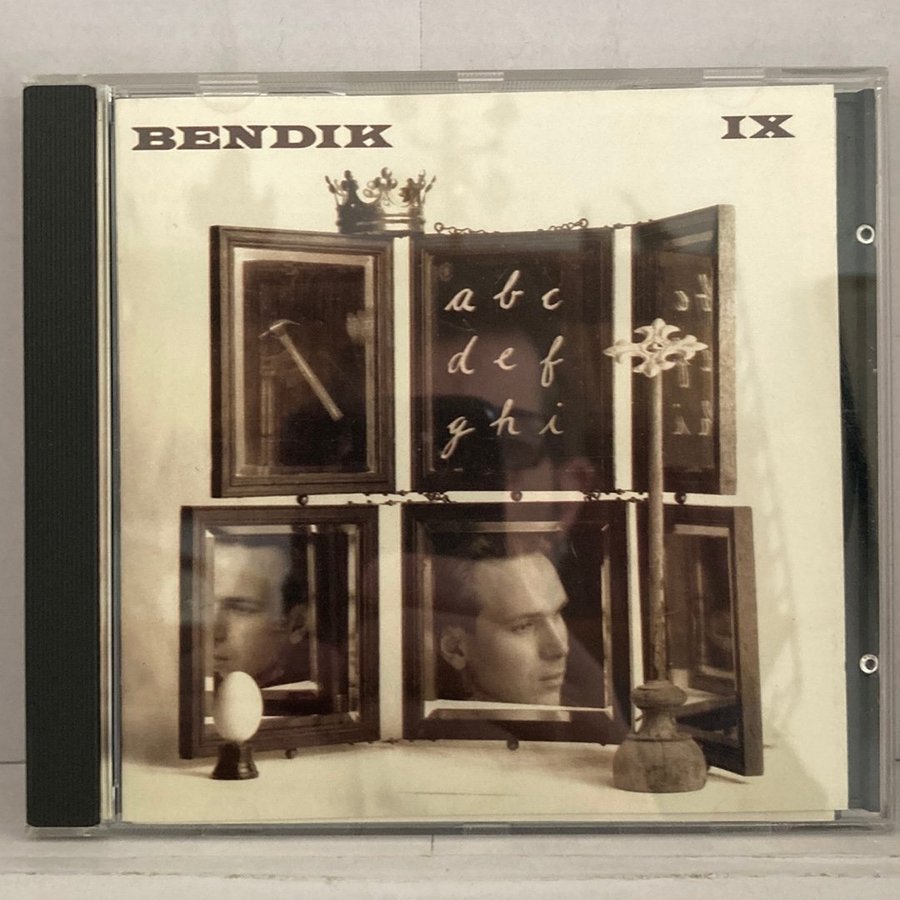 BENDIK
IX
a b c
d e f
g h i